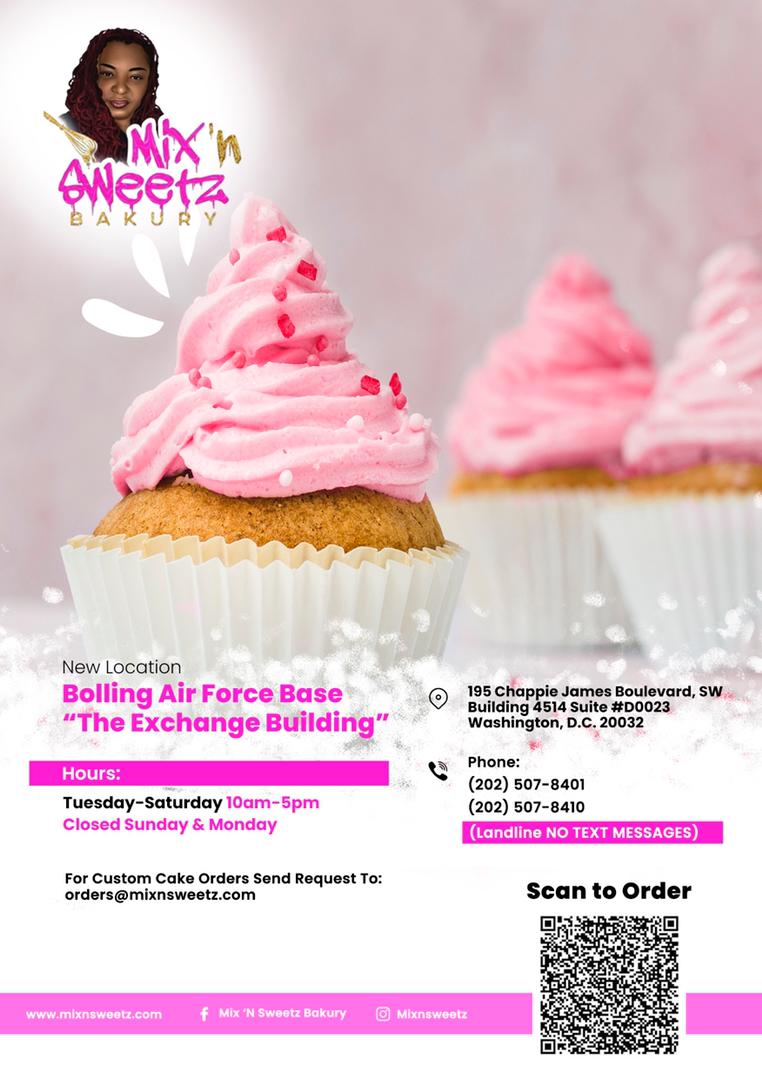 Mix 'n
Sweetz
BAKURY
New Location
Bolling Air Force Base
“The Exchange Building”
Hours:
Tuesday-Saturday 10am-5pm
Closed Sunday & Monday
For Custom Cake Orders Send Request To:
orders@mixnsweetz.com
195 Chappie James Boulevard, SW
Building 4514 Suite #D0023
Washington, D.C. 20032
Phone:
(202) 507-8401
(202) 507-8410
(Landline NO TEXT MESSAGES)
Scan to Order
www.mixnsweetz.com
Mix ‘N Sweetz Bakury
Mixnsweetz